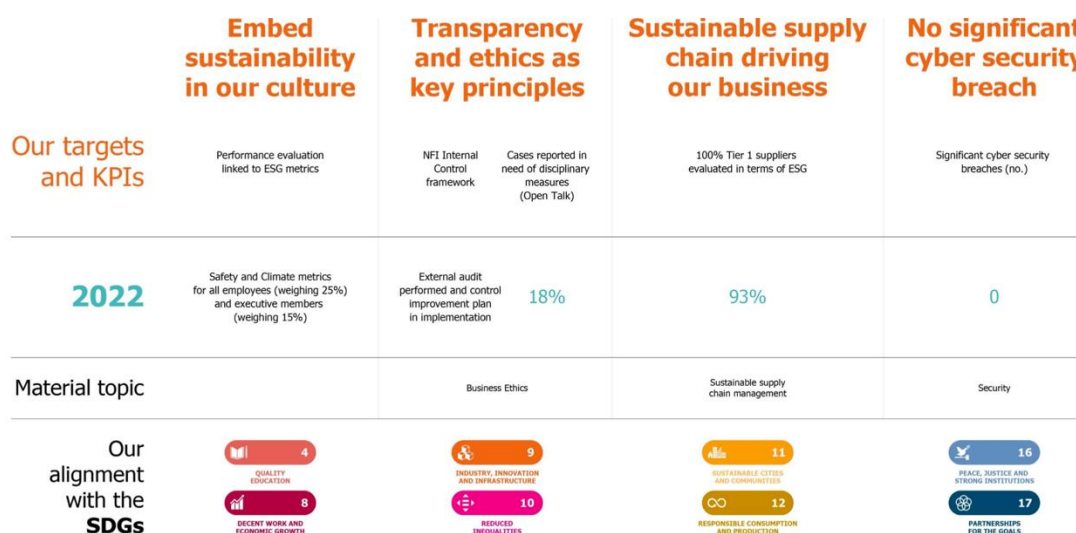 Embed
sustainability
in our culture
Transparency
and ethics as
key principles
Sustainable supply
chain driving
our business
No significant
cyber security
breach
Our targets
and KPIs
Performance evaluation
linked to ESG metrics
NFI Internal
Control
framework
Cases reported in
need of disciplinary
measures
(Open Talk)
100% Tier 1 suppliers
evaluated in terms of ESG
Significant cyber security
breaches (no.)
2022
Safety and Climate metrics
for all employees (weighing 25%)
and executive members
(weighing 15%)
External audit
performed and control
improvement plan
in implementation
18%
93%
0
Material topic
Business Ethics
Sustainable supply
chain management
Security
Our
alignment
with the
SDGs
4
QUALITY
EDUCATION
9
INDUSTRY, INNOVATION
AND INFRASTRUCTURE
11
SUSTAINABLE CITIES
AND COMMUNITIES
16
PEACE, JUSTICE AND
STRONG INSTITUTIONS
8
DECENT WORK AND
ECONOMIC GROWTH
10
REDUCED
INEQUALITIES
12
RESPONSIBLE CONSUMPTION
AND PRODUCTION
17
PARTNERSHIPS
FOR THE GOALS